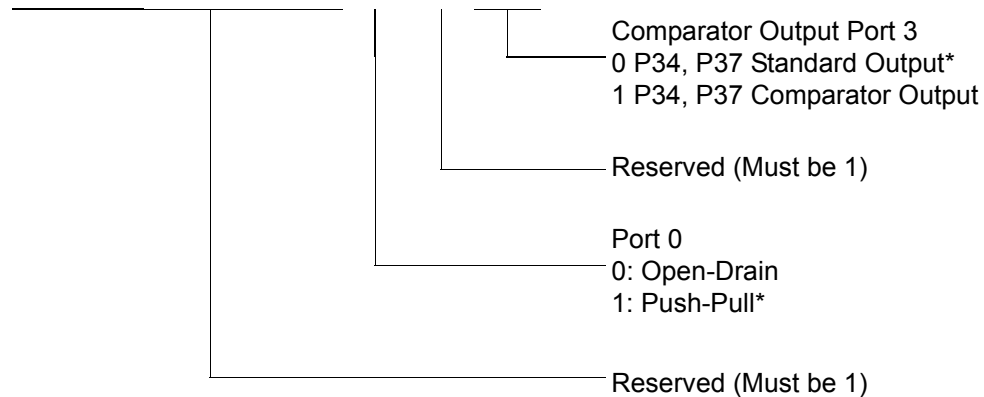 Comparator Output Port 3
0 P34, P37 Standard Output*
1 P34, P37 Comparator Output
Reserved (Must be 1)
Port 0
0: Open-Drain
1: Push-Pull*
Reserved (Must be 1)